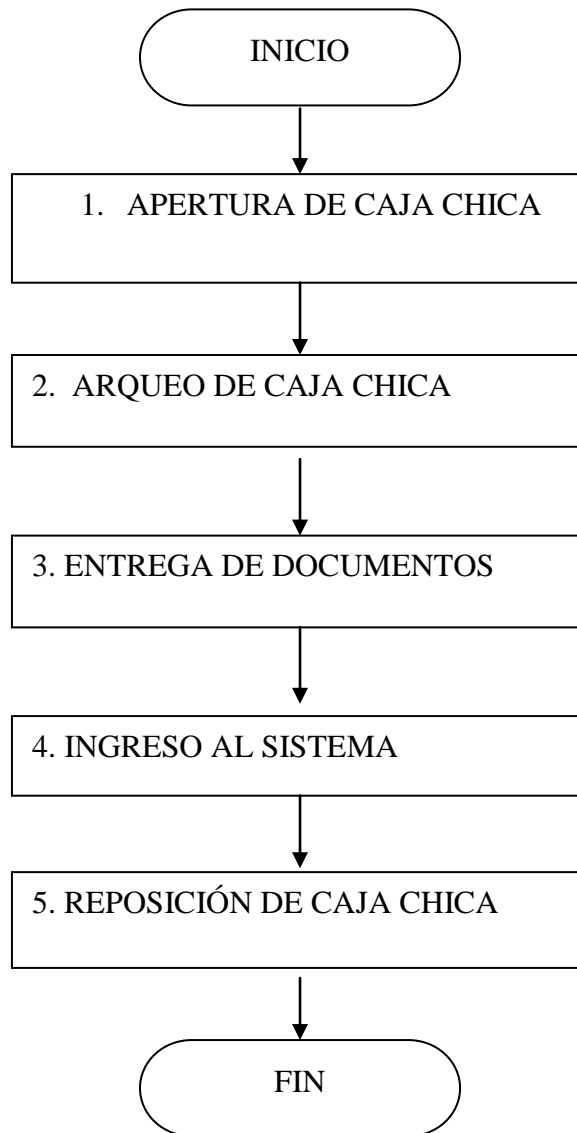 INICIO
1. APERTURA DE CAJA CHICA
2. ARQUEO DE CAJA CHICA
3. ENTREGA DE DOCUMENTOS
4. INGRESO AL SISTEMA
5. REPOSICIÓN DE CAJA CHICA
FIN